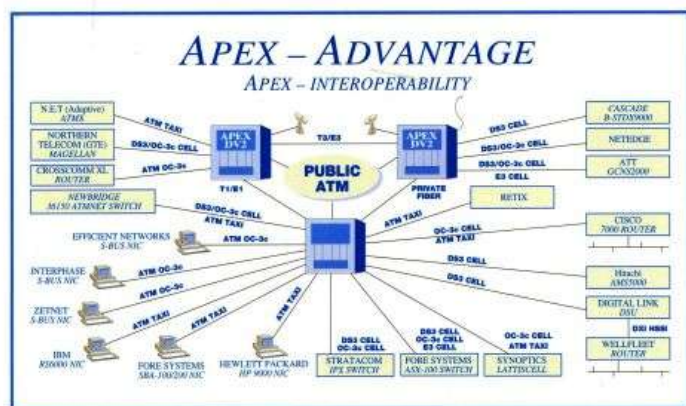 APEX – ADVANTAGE
APEX – INTEROPERABILITY
N.E.T (Adaptive)
ATMX
NORTHERN
TELECOM (GTE)
MAGELLAN
CROSSCOMM XL
ROUTER
NEWBRIDGE
36150 ATMNET SWITCH
ATM TAXI
DS3/OC-3c CELL
ATM OC-3c
DS3/OC-3c CELL
ATM TAXI
APEX
DV2
T1/E1
T3/E3
PUBLIC
ATM
APEX
DV2
PRIVATE
FIBER
DS3 CELL
DS3/OC-3c CELL
DS3/OC-3c CELL
E3 CELL
CASCADE
B-STDX9000
NETEDGE
ATT
GCNS2000
ATM TAXI
RETIX
OC-3c CELL
ATM TAXI
CISCO
7000 ROUTER
DS3 CELL
Hitachi
AMS5000
DS3 CELL
DIGITAL LINK
DSU
DXI HSSI
WELLFLEET
ROUTER
EFFICIENT NETWORKS
S-BUS NIC
ATM OC-3c
INTERPHASE
S-BUS NIC
ATM OC-3c
ZETNET
S-BUS NIC
ATM OC-3c
IBM
RS6000 NIC
ATM TAXI
FORE SYSTEMS
SBA-100/200 NIC
ATM TAXI
HEWLETT PACKARD
HP 9000 NIC
ATM TAXI
DS3 CELL
OC-3c CELL
STRATACOM
IPX SWITCH
DS3 CELL
OC-3c CELL
E3 CELL
FORE SYSTEMS
ASX-100 SWITCH
OC-3c CELL
ATM TAXI
SYNOPTICS
LATTISCELL